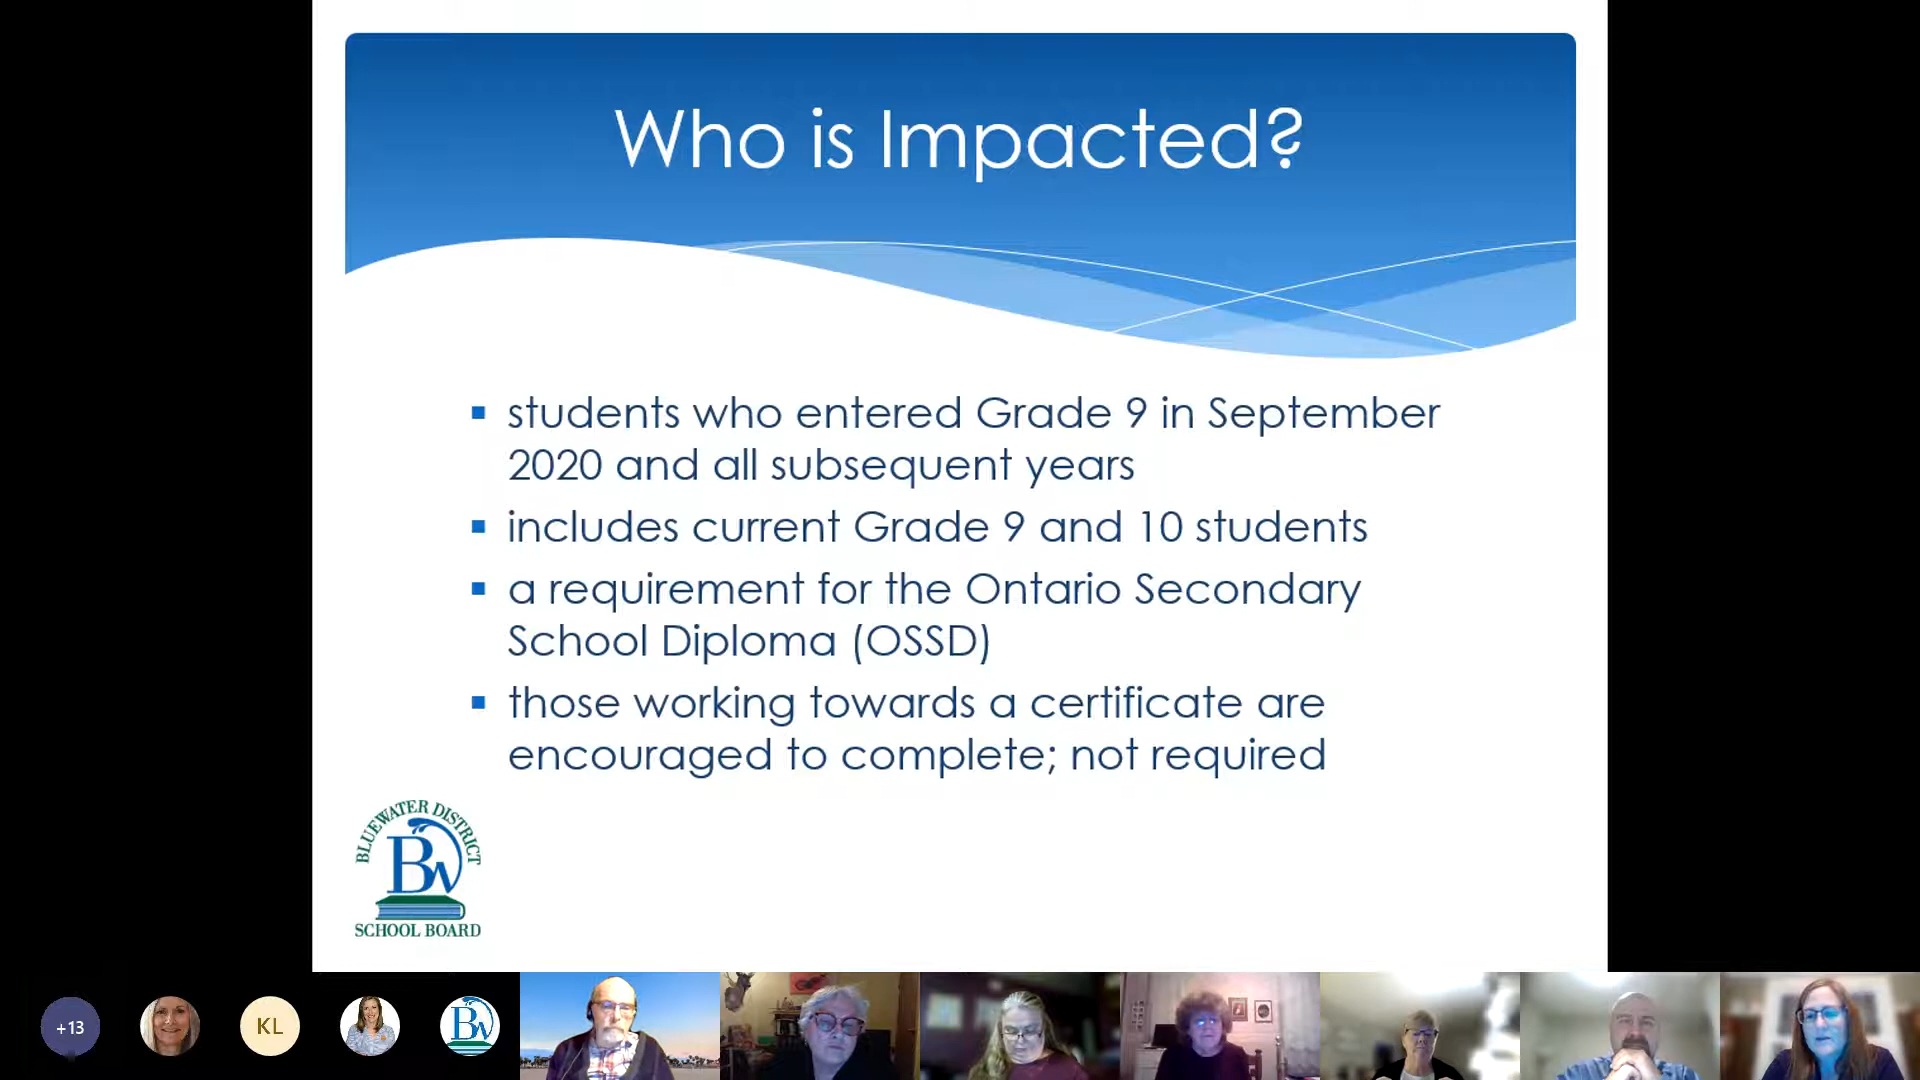 Who is Impacted?
students who entered Grade 9 in September
2020 and all subsequent years
includes current Grade 9 and 10 students
a requirement for the Ontario Secondary
School Diploma (OSSD)
those working towards a certificate are
encouraged to complete; not required
BLUEWATER DISTRICT
BW
SCHOOL BOARD
+13
KL
BW